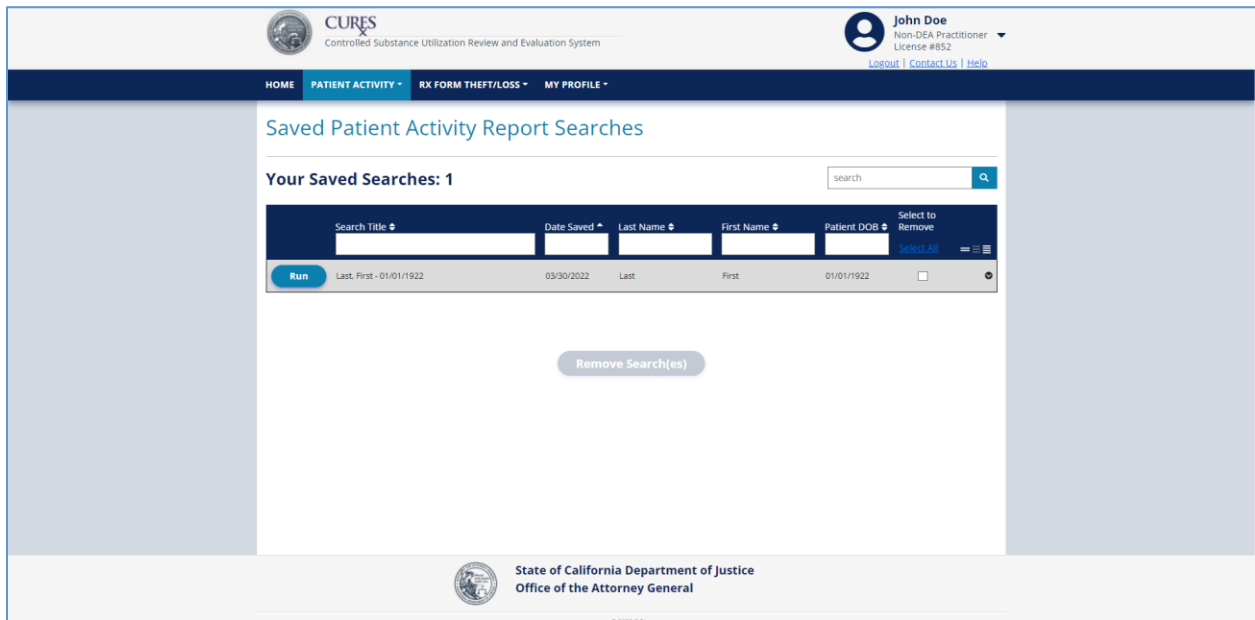 CURES
Controlled Substance Utilization Review and Evaluation System
John Doe
Non-DEA Practitioner
License #852
Logout | Contact Us | Help
HOME PATIENT ACTIVITY RX FORM THEFT/LOSS MY PROFILE
Saved Patient Activity Report Searches
Your Saved Searches: 1
search
Search Title Date Saved Last Name First Name Patient DOB Select to Remove
Select All
Run Last, First - 01/01/1922 03/30/2022 Last First 01/01/1922
Remove Search(es)
State of California Department of Justice
Office of the Attorney General